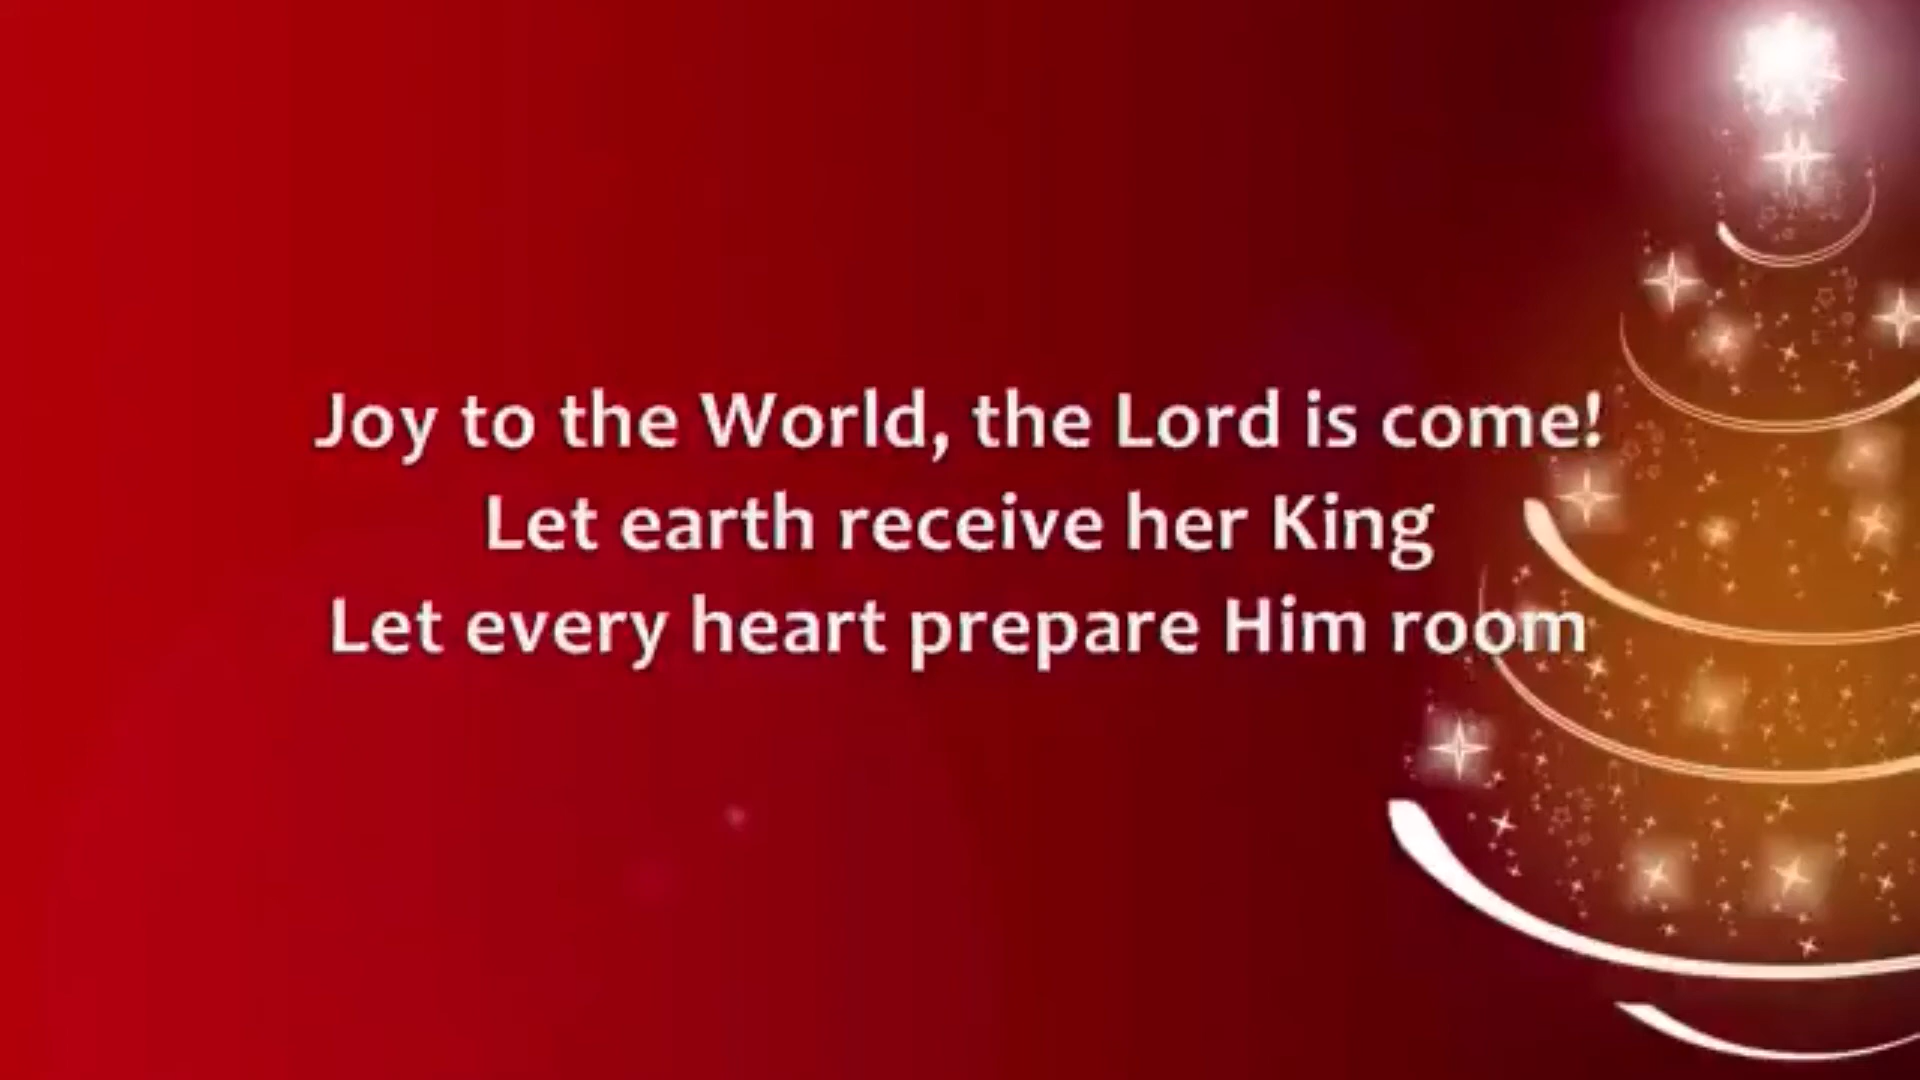 Joy to the World, the Lord is come!
Let earth receive her King
Let every heart prepare Him room